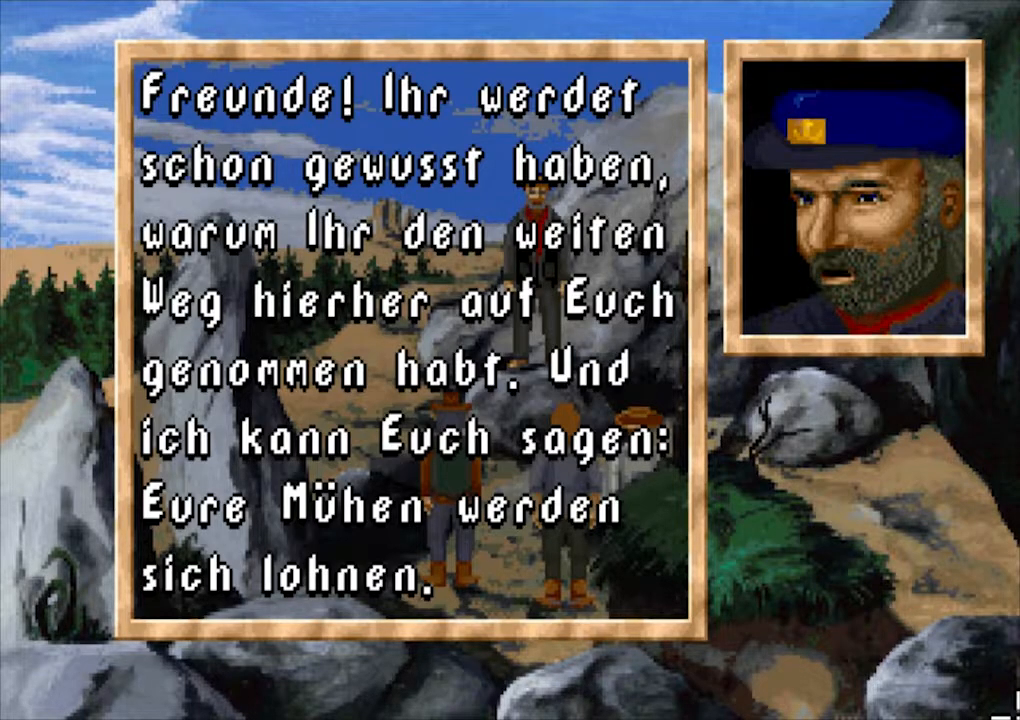 Freunde! Ihr werdet
schon gewusst haben,
warum Ihr den weiten
Weg hierher auf Euch
genommen habt. Und
ich kann Euch sagen:
Eure Mühen werden
sich lohnen.